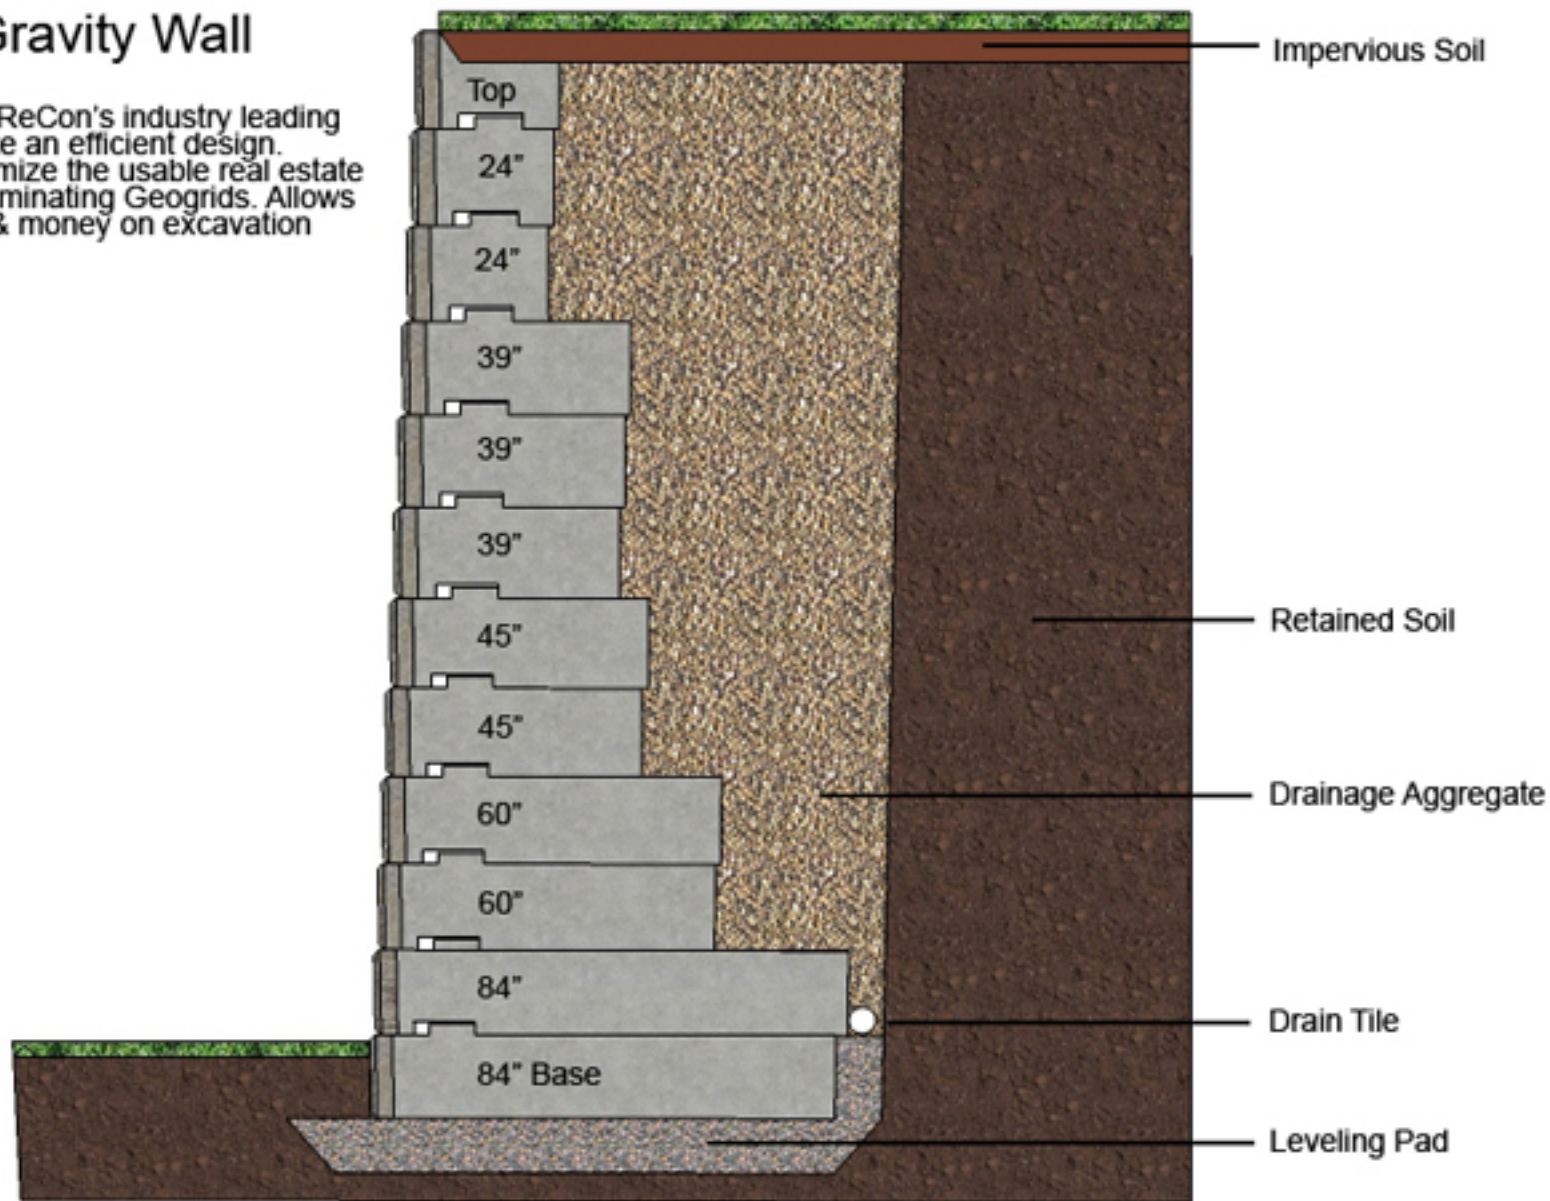 Gravity Wall
ReCon's industry leading
e an efficient design.
mize the usable real estate
minating Geogrids. Allows
& money on excavation
Impervious Soil
Top
24"
24"
39"
39"
39"
45"
45"
60"
60"
84"
84" Base
Retained Soil
Drainage Aggregate
Drain Tile
Leveling Pad